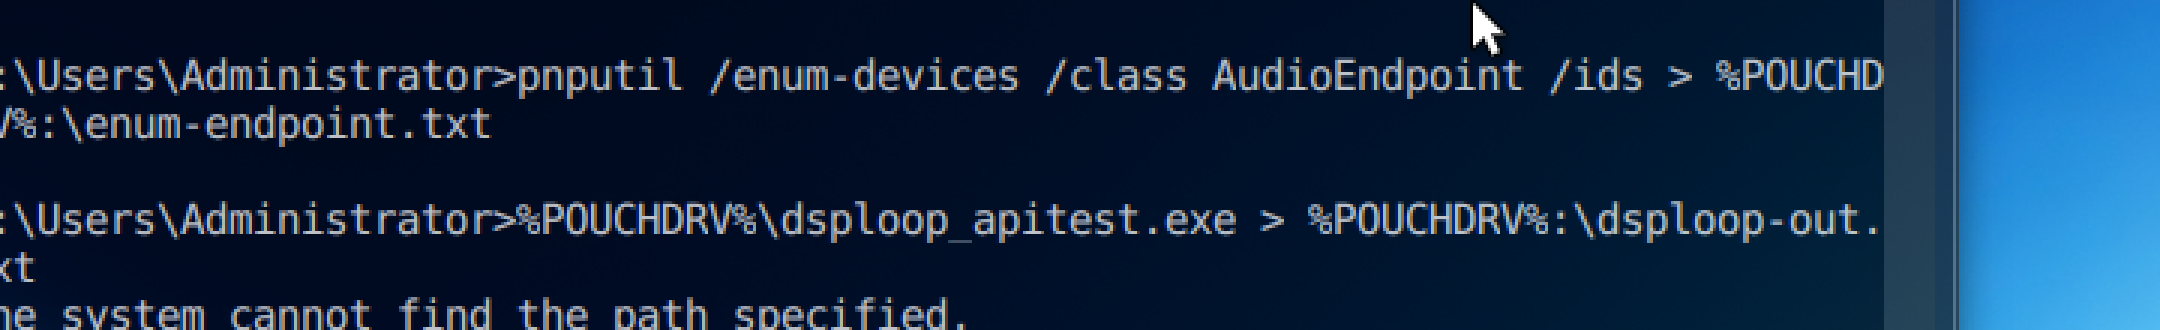 :\Users\Administrator>pnputil /enum-devices /class AudioEndpoint /ids > %POUCHD
V%:\enum-endpoint.txt
:\Users\Administrator>%POUCHDRV%\dsploop_apitest.exe > %POUCHDRV%:\dsploop-out.
xt
he system cannot find the path specified.